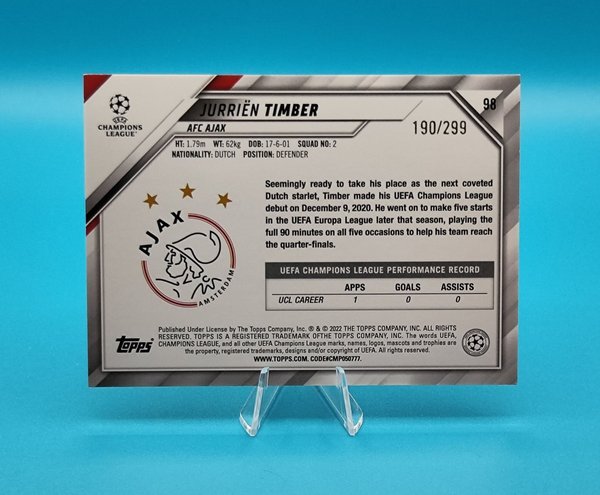 98
JURRIËN TIMBER
UEFA
CHAMPIONS
LEAGUE
AFC AJAX
190/299
HT: 1.79m WT: 62kg DOB: 17-6-01 SQUAD NO: 2
NATIONALITY: DUTCH POSITION: DEFENDER
Seemingly ready to take his place as the next coveted
Dutch starlet, Timber made his UEFA Champions League
debut on December 9, 2020. He went on to make five starts
in the UEFA Europa League later that season, playing the
full 90 minutes on all five occasions to help his team reach
the quarter-finals.
AJAX
AMSTERDAM
UEFA CHAMPIONS LEAGUE PERFORMANCE RECORD
APPS GOALS ASSISTS
UCL CAREER 1 0 0
topps
Published Under License by The Topps Company, Inc. ® & © 2022 THE TOPPS COMPANY, INC. ALL RIGHTS
RESERVED. TOPPS IS A REGISTERED TRADEMARK OFTHE TOPPS COMPANY, INC. The words UEFA,
CHAMPIONS LEAGUE, and all other UEFA Champions League marks, names, logos, mascots and trophies are
the property, registered trademarks, designs and/or copyright of UEFA. All rights reserved.
WWW.TOPPS.COM. CODE#CMP050777.